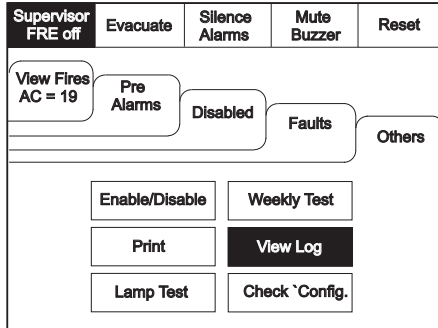 Supervisor
FRE off
Evacuate
Silence
Alarms
Mute
Buzzer
Reset
View Fires
AC = 19
Pre
Alarms
Disabled
Faults
Others
Enable/Disable
Weekly Test
Print
View Log
Lamp Test
Check `Config.